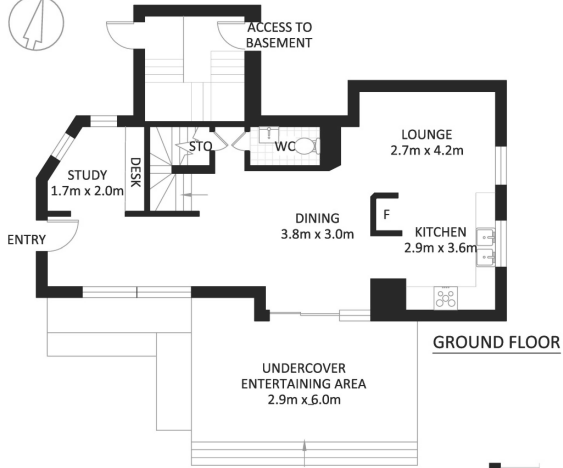 ACCESS TO
BASEMENT
STO
WC
LOUNGE
2.7m x 4.2m
STUDY
1.7m x 2.0m
DESK
DINING
3.8m x 3.0m
F
KITCHEN
2.9m x 3.6m
ENTRY
GROUND FLOOR
UNDERCOVER
ENTERTAINING AREA
2.9m x 6.0m